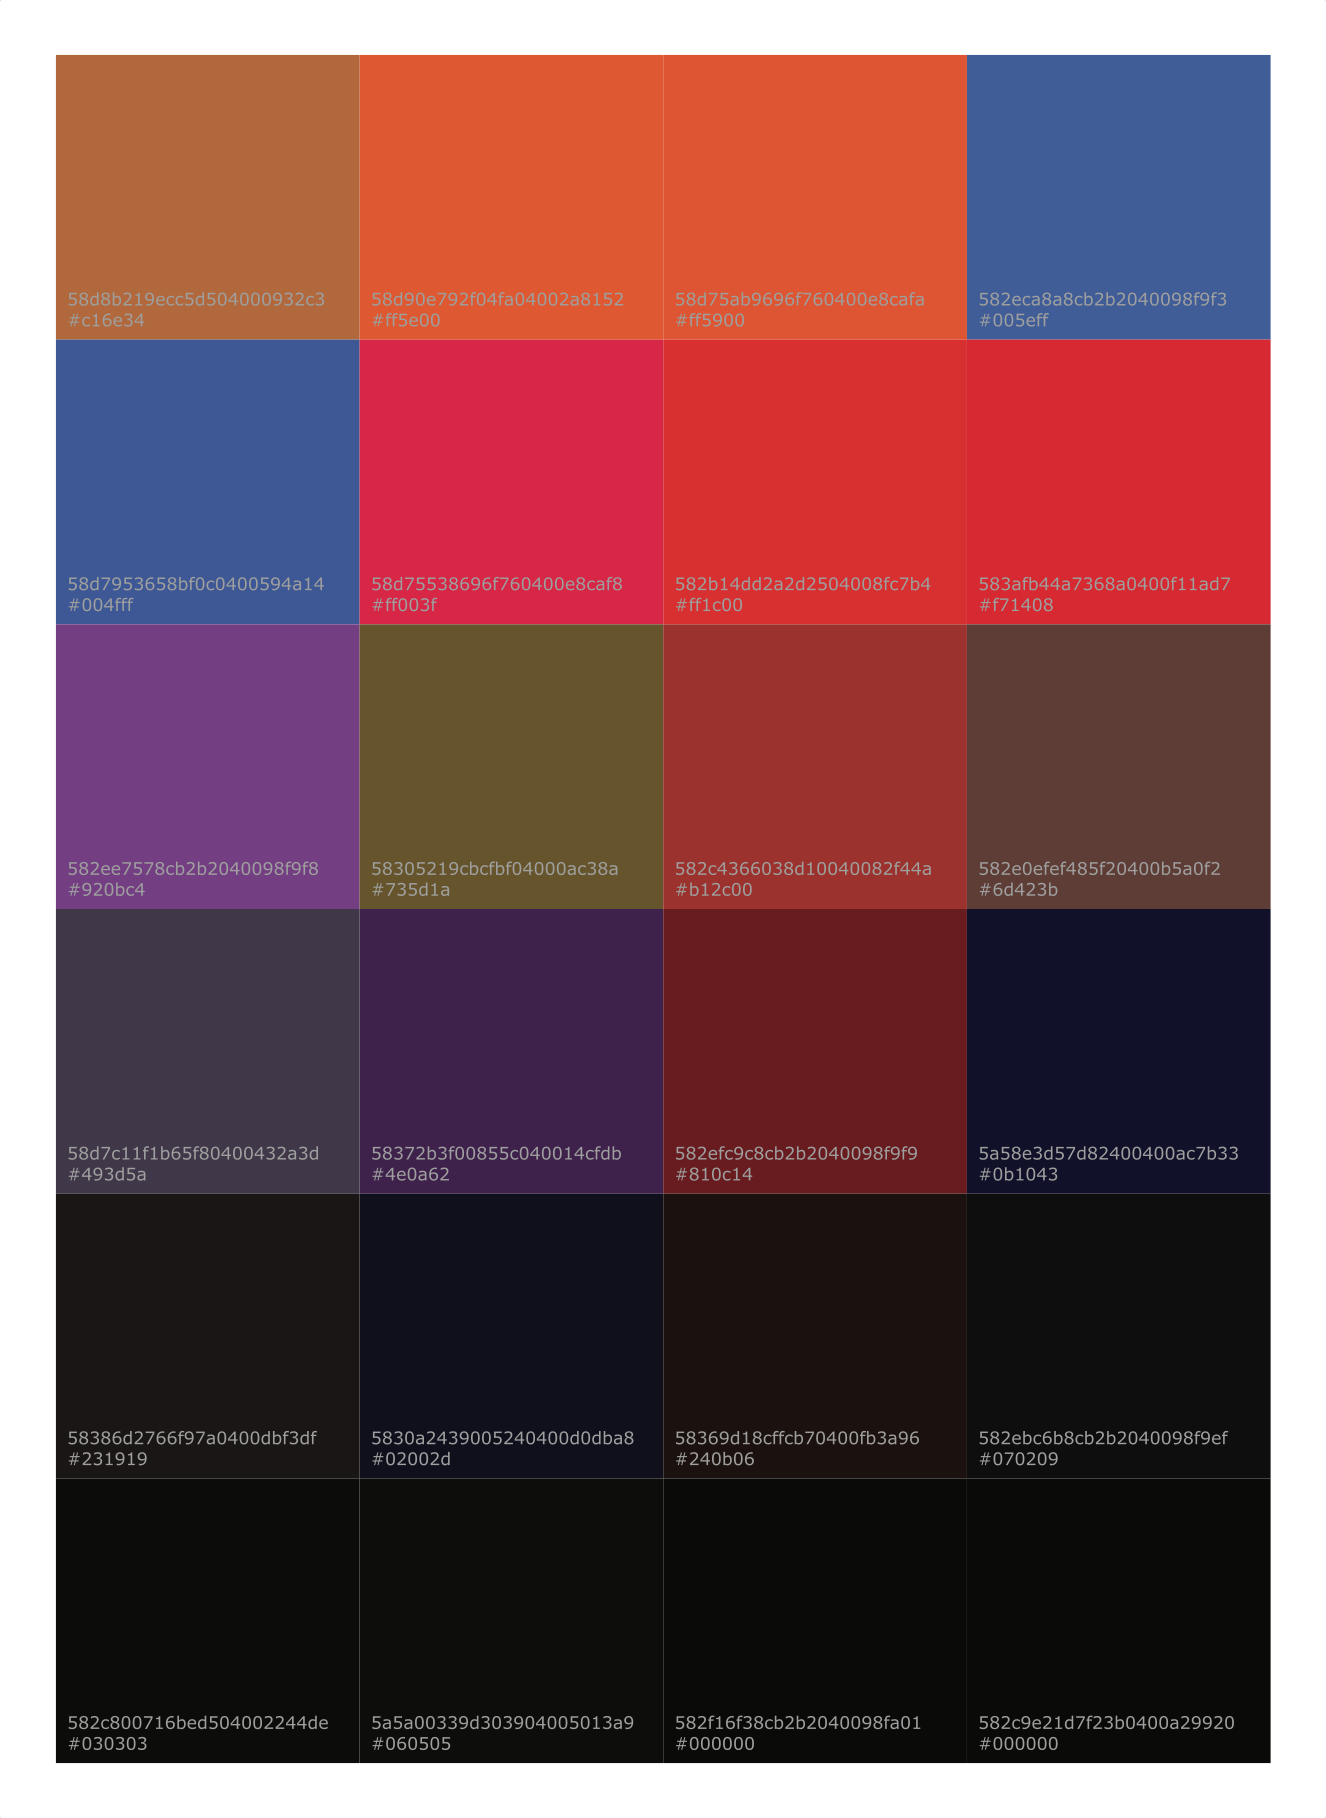 58d8b219ecc5d504000932c3
#c16e34
58d90e792f04fa04002a8152
#ff5e00
58d75ab9696f760400e8cafa
#ff5900
582eca8a8cb2b2040098f9f3
#005eff
58d7953658bf0c0400594a14
#004fff
58d75538696f760400e8caf8
#ff003f
582b14dd2a2d2504008fc7b4
#ff1c00
583afb44a7368a0400f11ad7
#f71408
582ee7578cb2b2040098f9f8
#920bc4
58305219cbcfbf04000ac38a
#735d1a
582c4366038d10040082f44a
#b12c00
582e0efef485f20400b5a0f2
#6d423b
58d7c11f1b65f80400432a3d
#493d5a
58372b3f00855c040014cfdb
#4e0a62
582efc9c8cb2b2040098f9f9
#810c14
5a58e3d57d82400400ac7b33
#0b1043
58386d2766f97a0400dbf3df
#231919
5830a2439005240400d0dba8
#02002d
58369d18cffcb70400fb3a96
#240b06
582ebc6b8cb2b2040098f9ef
#070209
582c800716bed504002244de
#030303
5a5a00339d303904005013a9
#060505
582f16f38cb2b2040098fa01
#000000
582c9e21d7f23b0400a29920
#000000